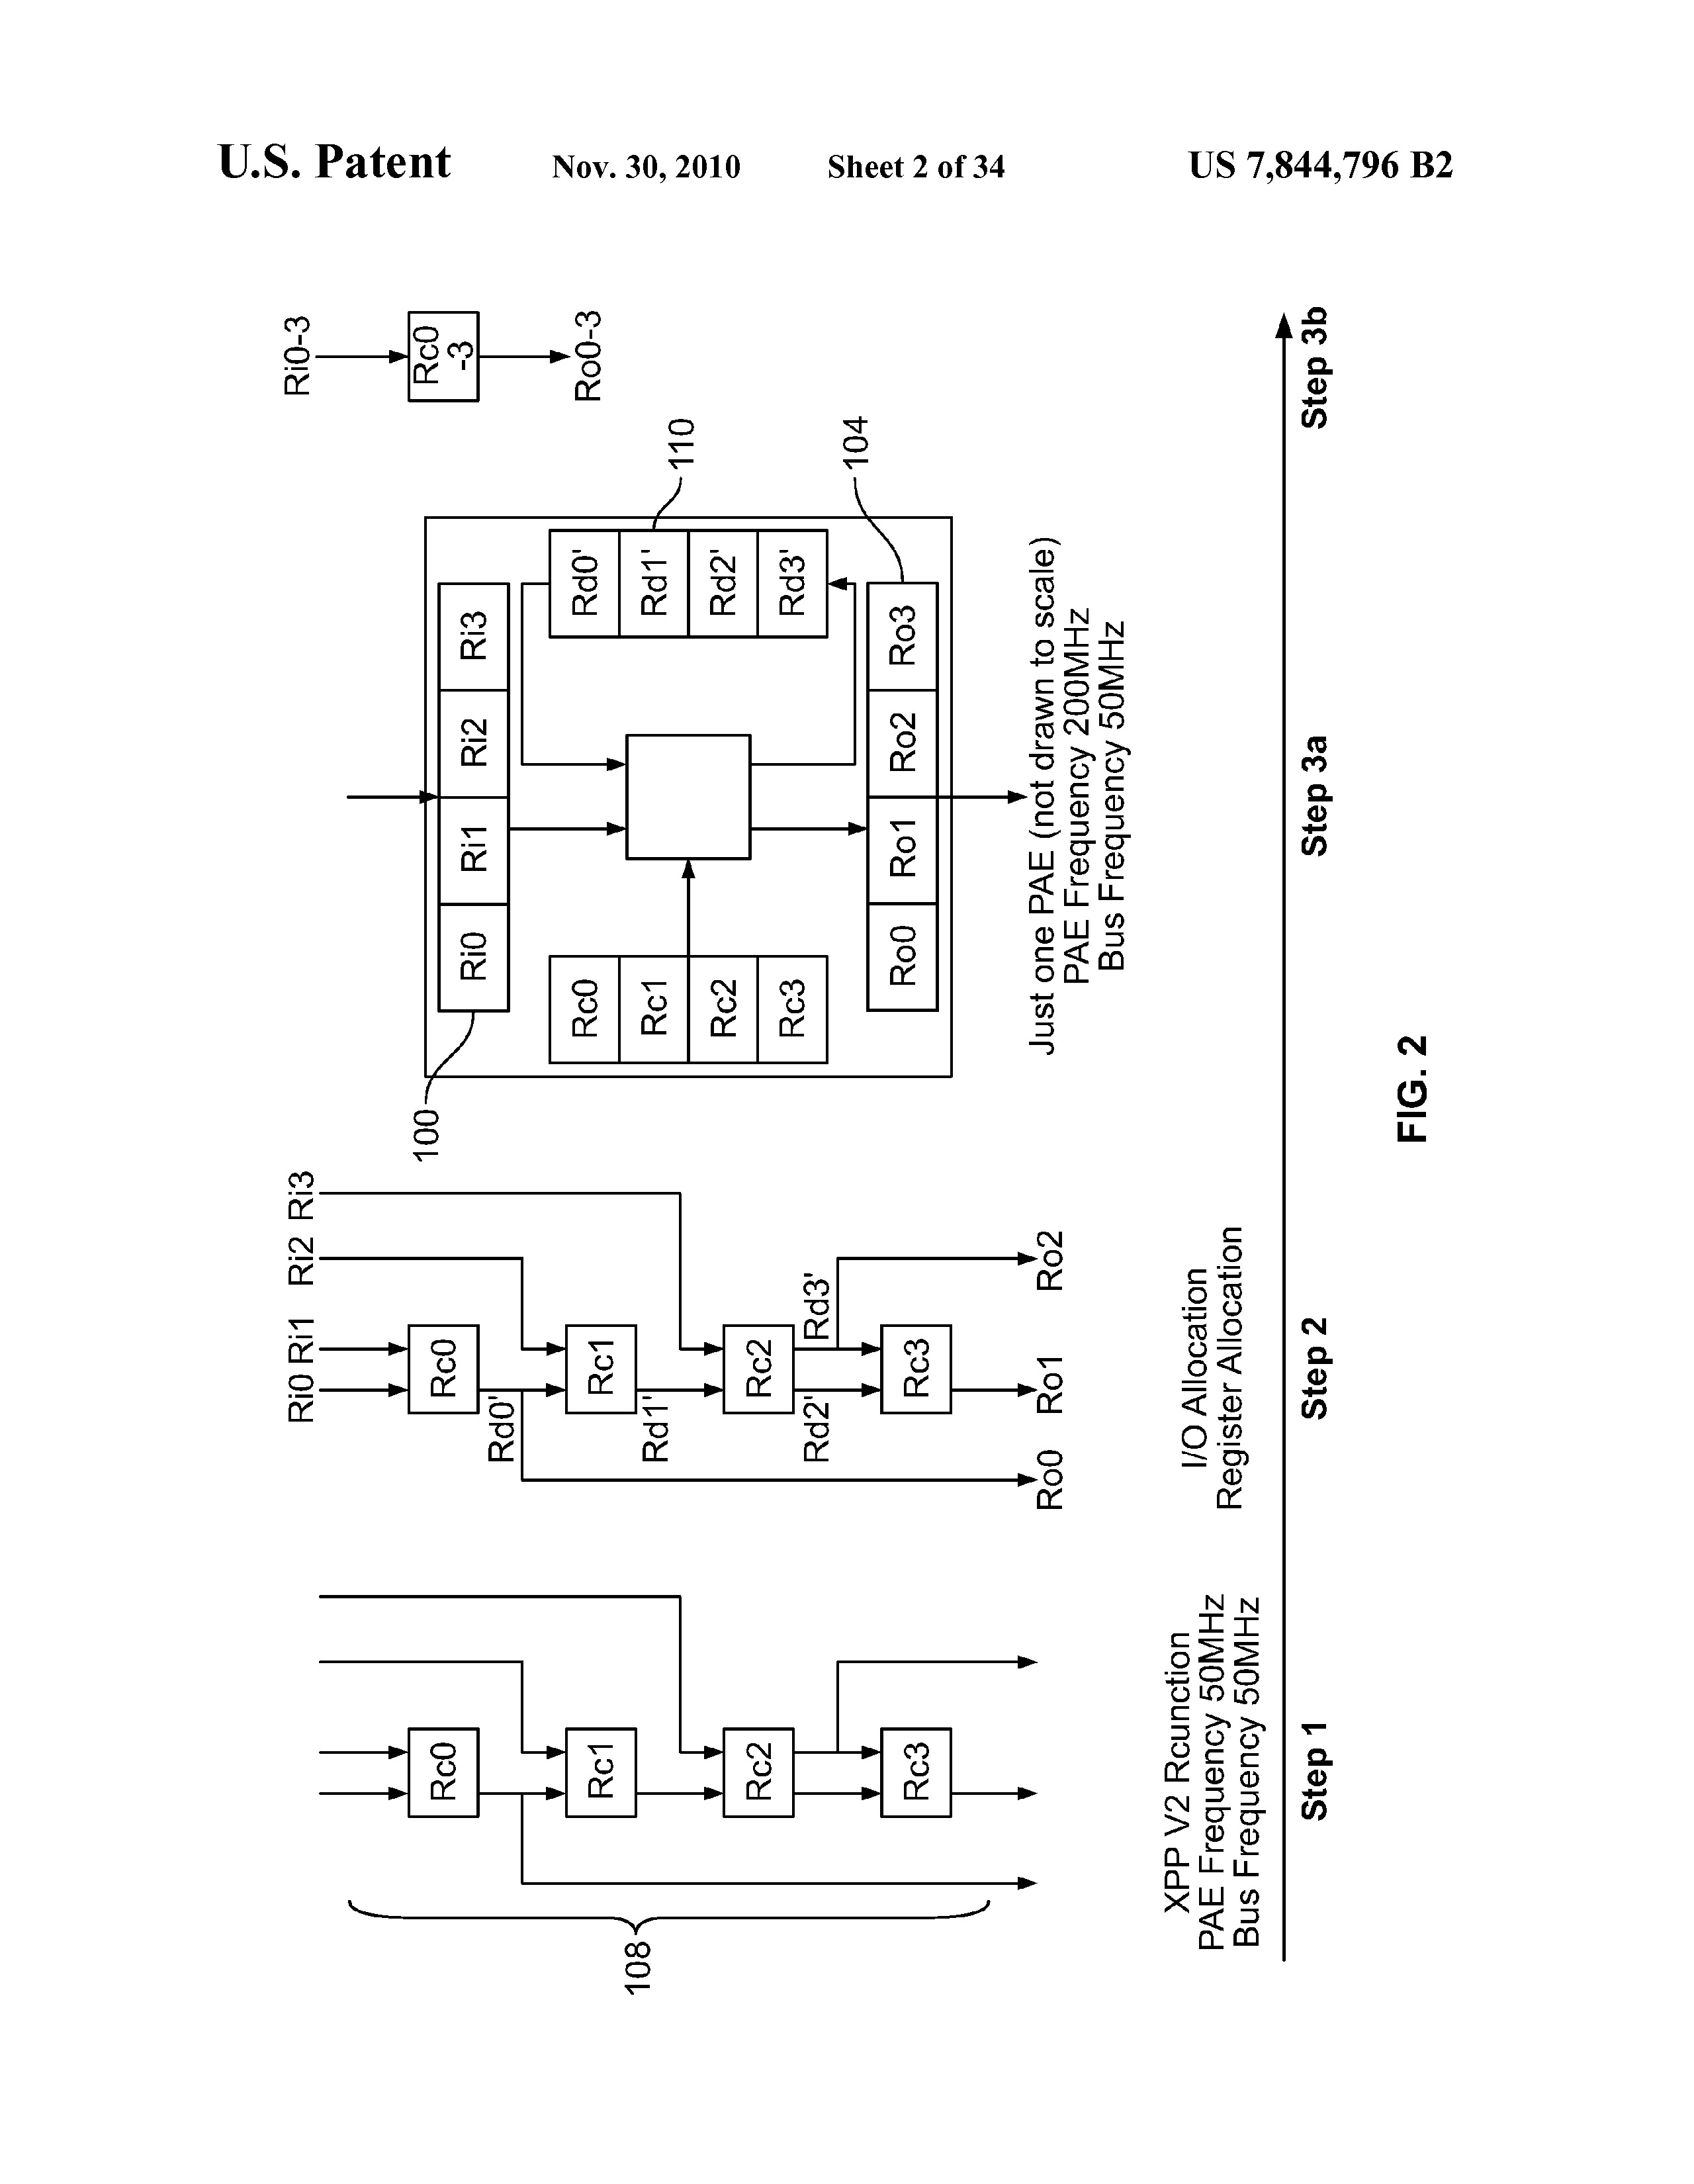 U.S. Patent Nov. 30, 2010 Sheet 2 of 34 US 7,844,796 B2
108
Rc0
Rc1
Rc2
Rc3
XPP V2 Rcunction
PAE Frequency 50MHz
Bus Frequency 50MHz
Step 1
Ri0 Ri1 Ri2 Ri3
Rc0
Rd0'
Rc1
Rd1'
Rc2
Rd2' Rd3'
Rc3
Ro0 Ro1 Ro2
I/O Allocation
Register Allocation
Step 2
100
Ri0 Ri1 Ri2 Ri3
Rc0
Rc1
Rc2
Rc3
Rd0'
Rd1'
Rd2'
Rd3'
110
104
Ro0 Ro1 Ro2 Ro3
Just one PAE (not drawn to scale)
PAE Frequency 200MHz
Bus Frequency 50MHz
Step 3a
Ri0-3
Rc0
-3
Ro0-3
Step 3b
FIG. 2